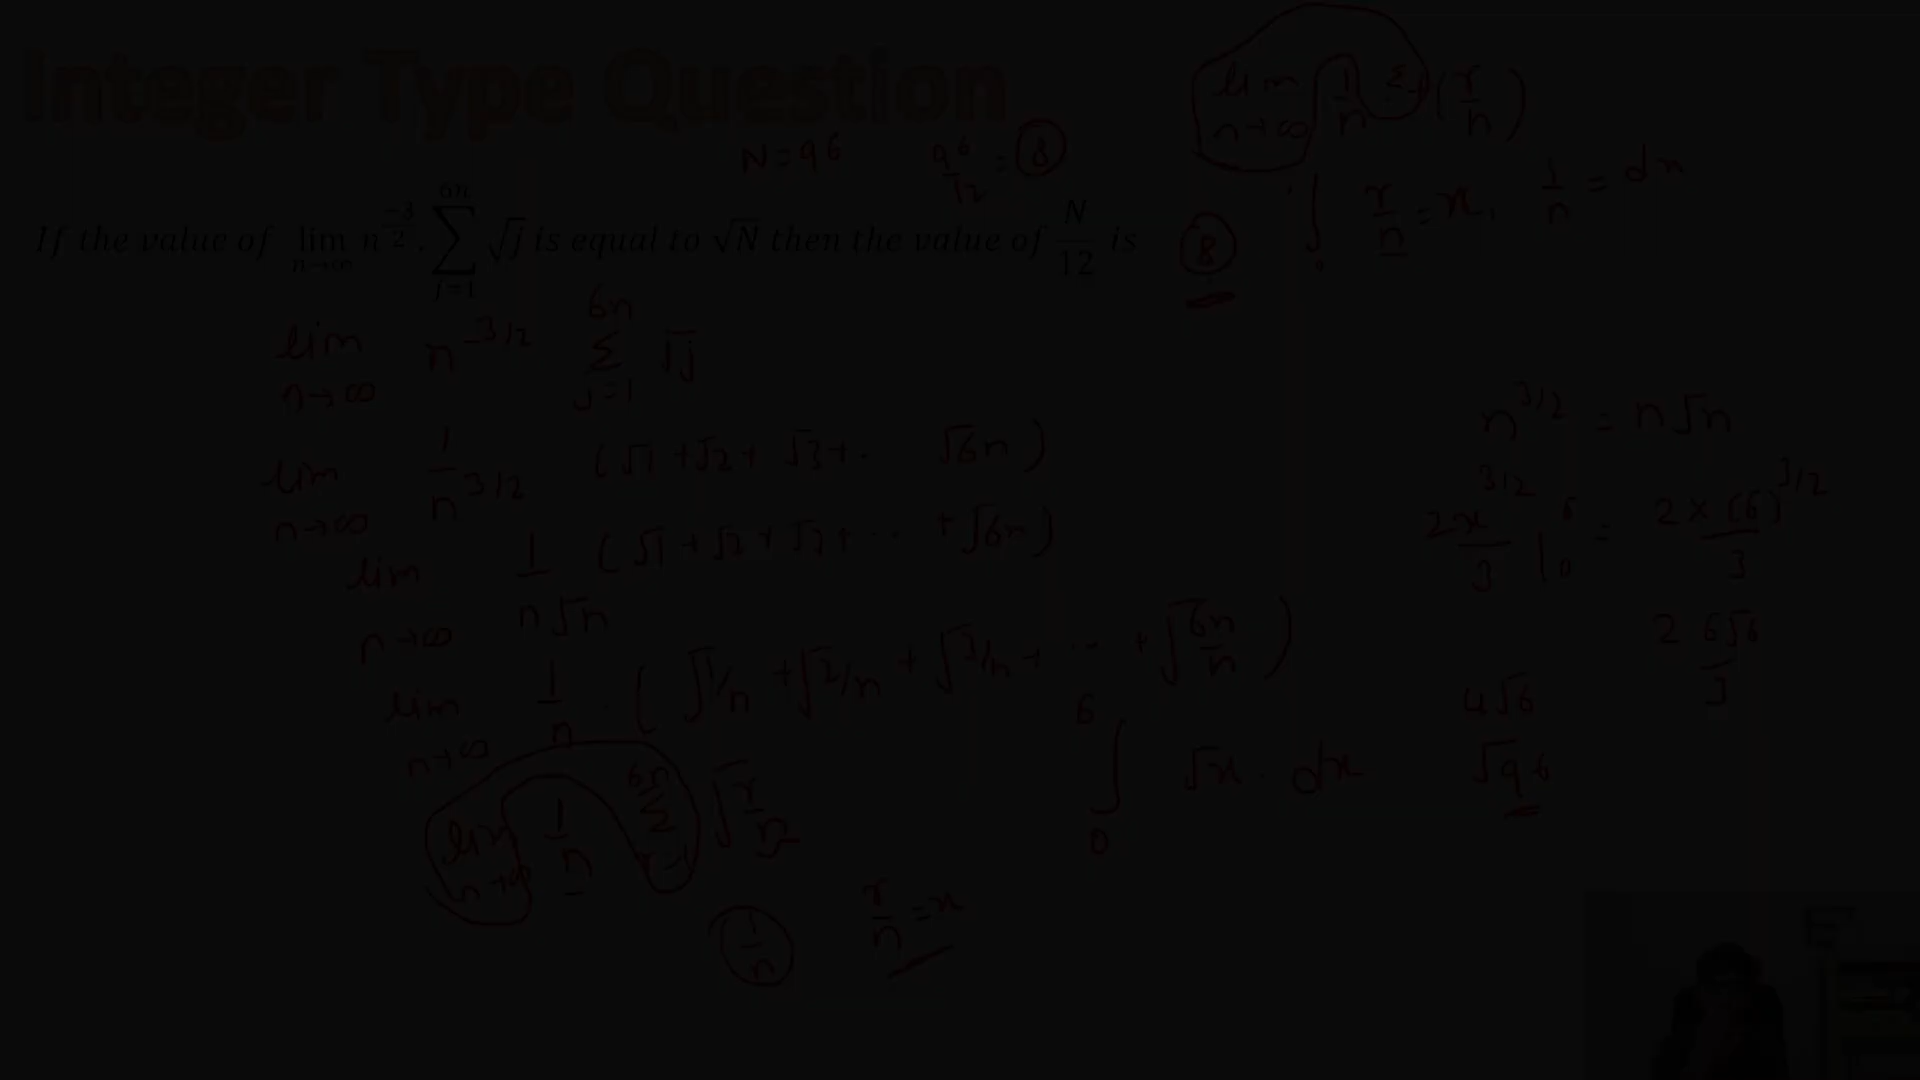 Integer Type Question
N = 96 96/12 = 8
If the value of lim n→∞ n^(-3/2) . ∑_{j=1}^{6n} √j is equal to √N then the value of N/12 is 8
lim n→∞ 1/n ∑ (r/n)
∫ r/n = x, 1/n = dx
lim n→∞ n^(-3/2) ∑_{j=1}^{6n} √j
lim n→∞ 1/n^(3/2) (√1 + √2 + √3 + .. √6n)
lim n→∞ 1/(n√n) (√1 + √2 + √3 + ... + √6n)
lim n→∞ 1/n (√1/n + √2/n + √3/n + ... + √6n/n)
lim n→∞ 1/n ∑_{r=1}^{6n} √r/n
∫_0^6 √x . dx
1/n r/n = x
n^(3/2) = n√n
2x^(3/2)/3 |_0^6 = 2×(6)^(3/2)/3
2 6√6/3
4√6
√96